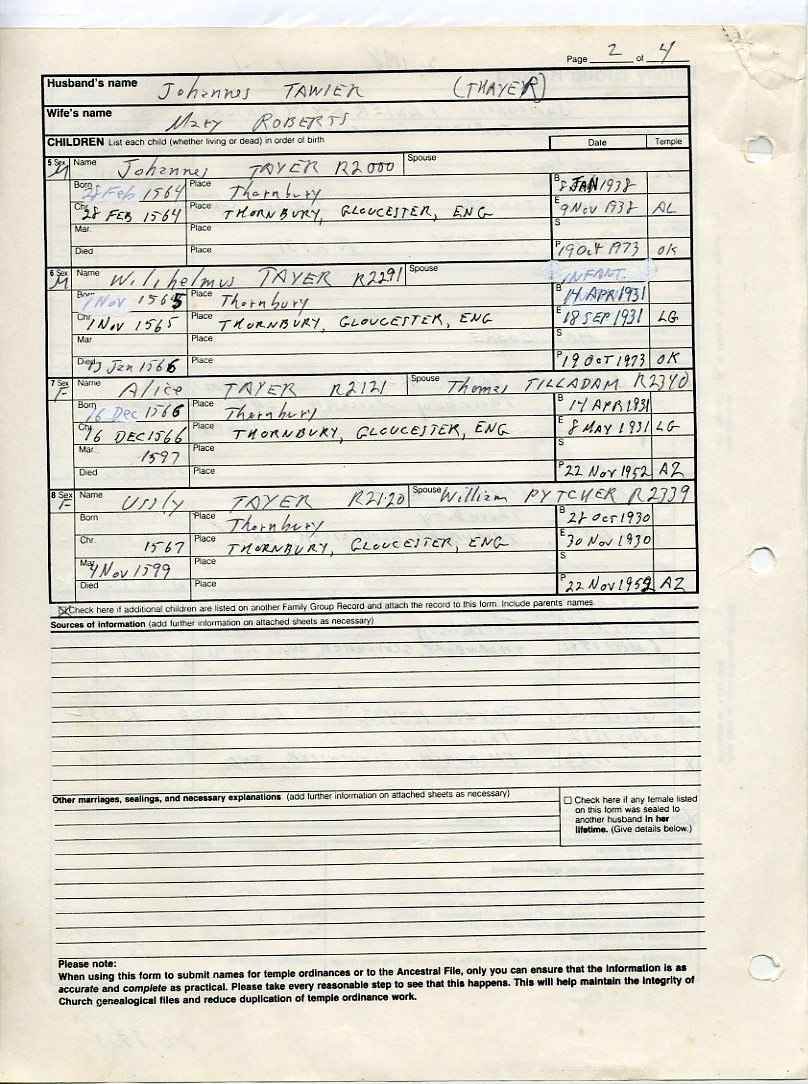 Page 2 of 4
Husband's name Johannes TAWIER (THAYER)
Wife's name Mary ROBERTS
CHILDREN List each child (whether living or dead) in order of birth Date Temple
5 Sex M Name Johannes TAYER R2000 Spouse
Born 28 Feb 1564 Place Thornbury B 8 JAN 1938
Chr. 28 FEB 1564 Place THORNBURY, GLOUCESTER, ENG E 9 Nov 1938 AL
Mar. Place S
Died Place P 19 Oct 1973 OK
6 Sex M Name Wilihelmus TAYER R2291 Spouse INFANT
Born 1 Nov 1565 Place Thornbury B 14 APR 1931
Chr. 1 Nov 1565 Place THORNBURY, GLOUCESTER, ENG E 18 SEP 1931 LG
Mar. Place S
Died 13 Jan 1566 Place P 19 Oct 1973 OK
7 Sex F Name Alice TAYER R2121 Spouse Thomas TILLADAM R2340
Born 16 Dec 1566 Place Thornbury B 14 APR 1931
Chr. 16 DEC 1566 Place THORNBURY, GLOUCESTER, ENG E 8 MAY 1931 LG
Mar. 1597 Place S
Died Place P 22 Nov 1952 AZ
8 Sex F Name Ussly TAYER R2120 Spouse William PYTCHER R2339
Born Place Thornbury B 28 Oct 1930
Chr. 1567 Place THORNBURY, GLOUCESTER, ENG E 30 Nov 1930
Mar. 4 Nov 1599 Place S
Died Place P 22 Nov 1952 AZ
Check here if additional children are listed on another Family Group Record and attach the record to this form. Include parents' names.
Sources of information (add further information on attached sheets as necessary)
Other marriages, sealings, and necessary explanations (add further information on attached sheets as necessary)
Check here if any female listed
on this form was sealed to
another husband in her
lifetime. (Give details below.)
Please note:
When using this form to submit names for temple ordinances or to the Ancestral File, only you can ensure that the information is as
accurate and complete as practical. Please take every reasonable step to see that this happens. This will help maintain the integrity of
Church genealogical files and reduce duplication of temple ordinance work.